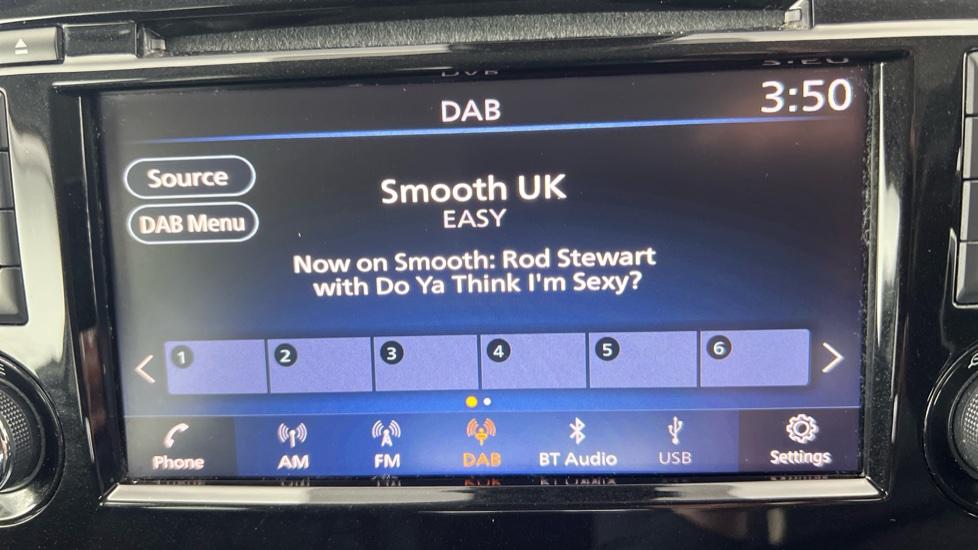 DAB
3:50
Source
DAB Menu
Smooth UK
EASY
Now on Smooth: Rod Stewart
with Do Ya Think I'm Sexy?
1 2 3 4 5 6
Phone AM FM DAB BT Audio USB Settings